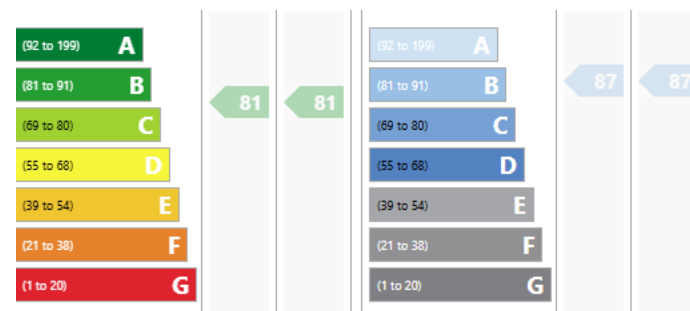 (92 to 199) A
(81 to 91) B
81
81
(69 to 80) C
(55 to 68) D
(39 to 54) E
(21 to 38) F
(1 to 20) G
(92 to 199) A
(81 to 91) B
87
87
(69 to 80) C
(55 to 68) D
(39 to 54) E
(21 to 38) F
(1 to 20) G